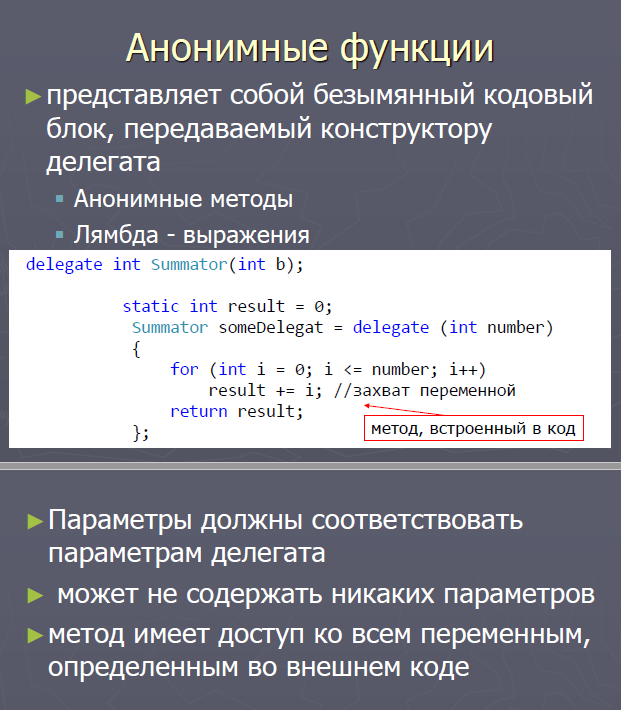 Анонимные функции
►представляет собой безымянный кодовый
блок, передаваемый конструктору
делегата
▪ Анонимные методы
▪ Лямбда - выражения
delegate int Summator(int b);
static int result = 0;
Summator someDelegat = delegate (int number)
{
for (int i = 0; i <= number; i++)
result += i; //захват переменной
return result;
};
метод, встроенный в код
►Параметры должны соответствовать
параметрам делегата
► может не содержать никаких параметров
►метод имеет доступ ко всем переменным,
определенным во внешнем коде